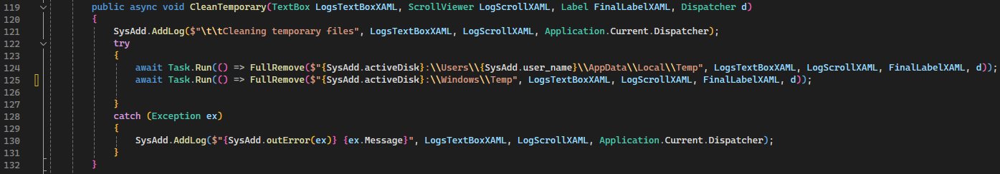 119 public async void CleanTemporary(TextBox LogsTextBoxXAML, ScrollViewer LogScrollXAML, Label FinalLabelXAML, Dispatcher d)
120 {
121 SysAdd.AddLog($"\t\tCleaning temporary files", LogsTextBoxXAML, LogScrollXAML, Application.Current.Dispatcher);
122 try
123 {
124 await Task.Run(() => FullRemove($"{SysAdd.activeDisk}:\\Users\\{SysAdd.user_name}\\AppData\\Local\\Temp", LogsTextBoxXAML, LogScrollXAML, FinalLabelXAML, d));
125 await Task.Run(() => FullRemove($"{SysAdd.activeDisk}:\\Windows\\Temp", LogsTextBoxXAML, LogScrollXAML, FinalLabelXAML, d));
126
127 }
128 catch (Exception ex)
129 {
130 SysAdd.AddLog($"{SysAdd.outError(ex)} {ex.Message}", LogsTextBoxXAML, LogScrollXAML, Application.Current.Dispatcher);
131 }
132 }